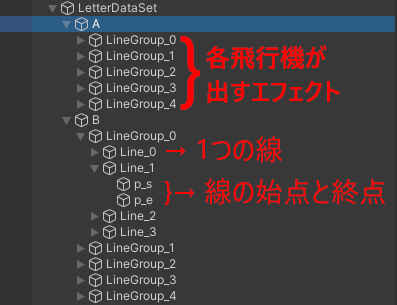 LetterDataSet
A
LineGroup_0
LineGroup_1
LineGroup_2
LineGroup_3
LineGroup_4
各飛行機が
出すエフェクト
B
LineGroup_0
Line_0 → 1つの線
Line_1
p_s
p_e
}→ 線の始点と終点
Line_2
Line_3
LineGroup_1
LineGroup_2
LineGroup_3
LineGroup_4